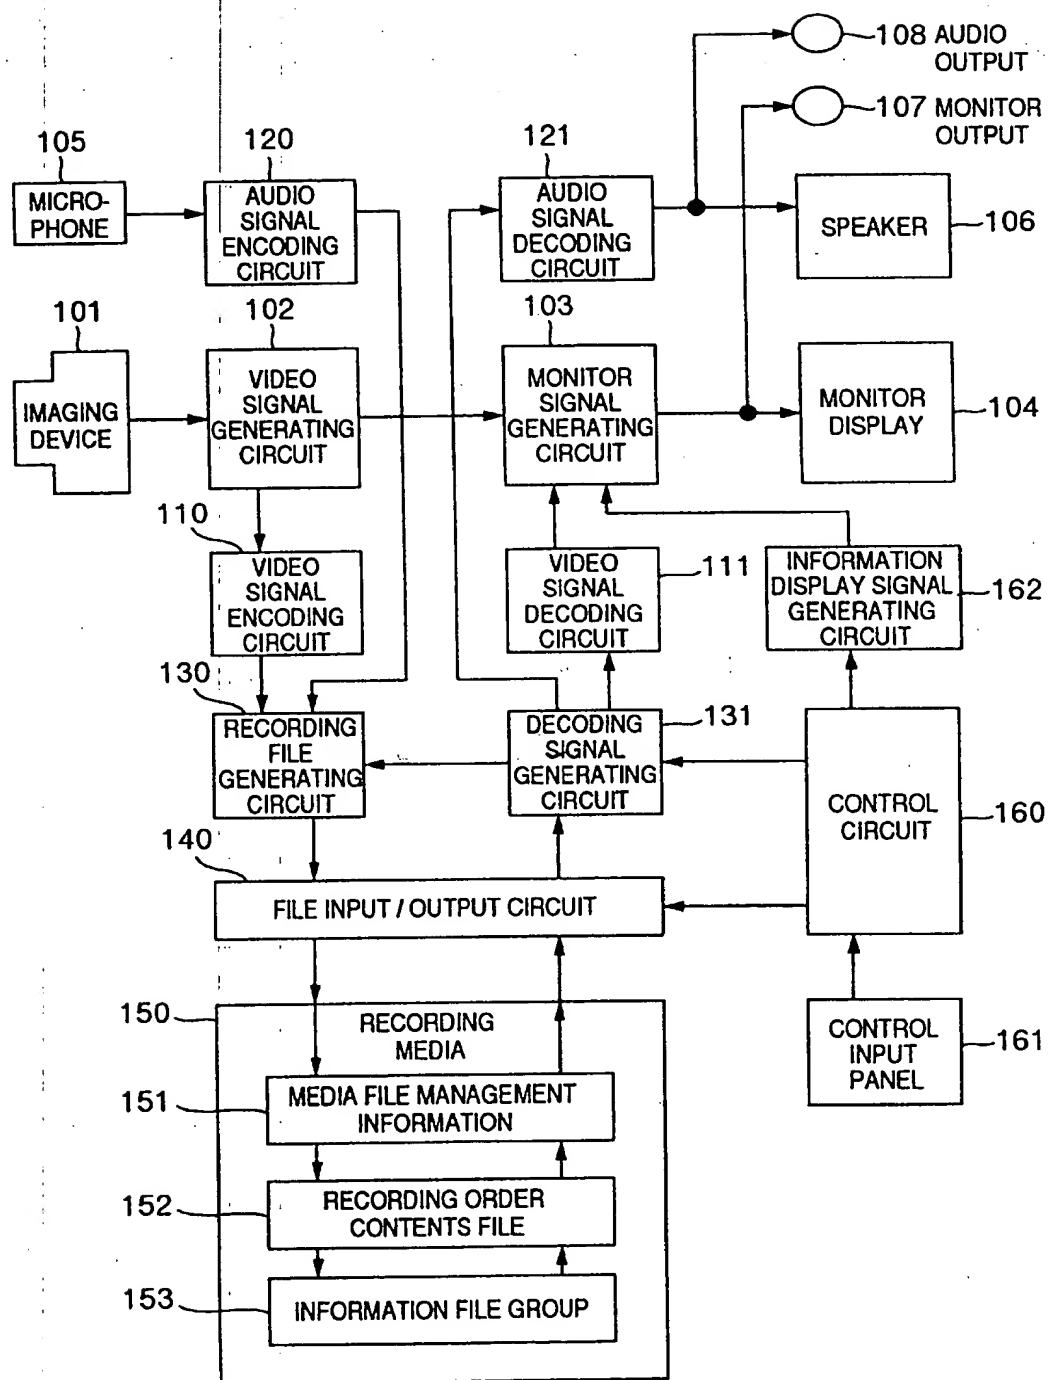 108 AUDIO
OUTPUT
107 MONITOR
OUTPUT
105
MICRO-
PHONE
120
AUDIO
SIGNAL
ENCODING
CIRCUIT
121
AUDIO
SIGNAL
DECODING
CIRCUIT
SPEAKER
106
101
IMAGING
DEVICE
102
VIDEO
SIGNAL
GENERATING
CIRCUIT
103
MONITOR
SIGNAL
GENERATING
CIRCUIT
MONITOR
DISPLAY
104
110
VIDEO
SIGNAL
ENCODING
CIRCUIT
VIDEO
SIGNAL
DECODING
CIRCUIT
111
INFORMATION
DISPLAY SIGNAL
GENERATING
CIRCUIT
162
130
RECORDING
FILE
GENERATING
CIRCUIT
DECODING
SIGNAL
GENERATING
CIRCUIT
131
CONTROL
CIRCUIT
160
140
FILE INPUT / OUTPUT CIRCUIT
150
RECORDING
MEDIA
CONTROL
INPUT
PANEL
161
151
MEDIA FILE MANAGEMENT
INFORMATION
152
RECORDING ORDER
CONTENTS FILE
153
INFORMATION FILE GROUP